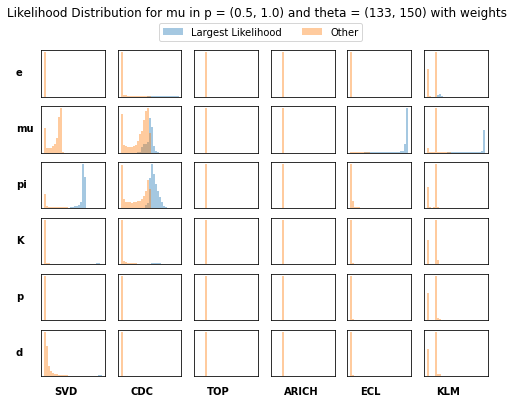 Likelihood Distribution for mu in p = (0.5, 1.0) and theta = (133, 150) with weights
Largest Likelihood Other
e
mu
pi
K
p
d
SVD CDC TOP ARICH ECL KLM